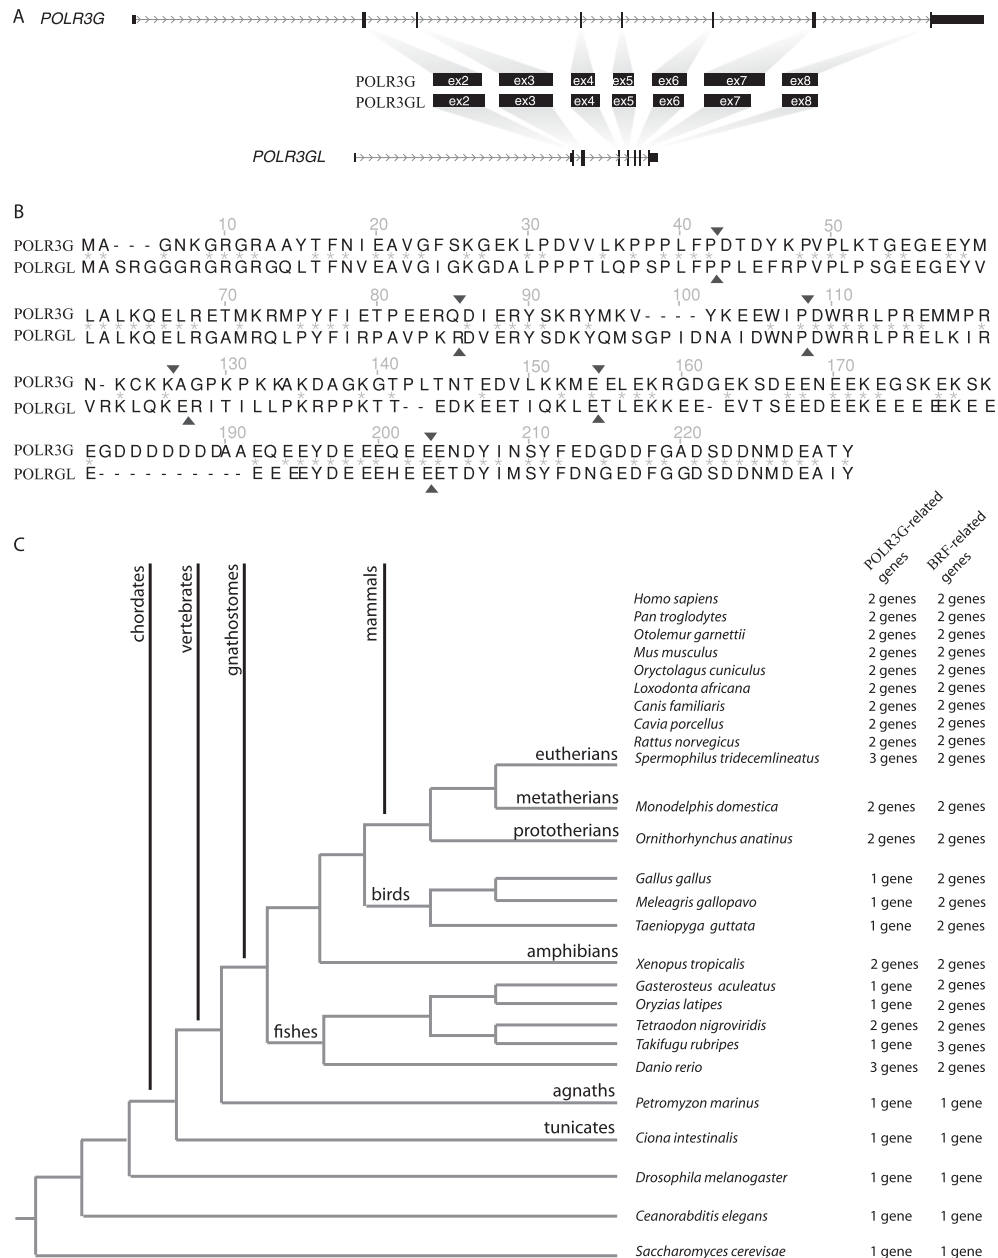 A POLR3G
POLR3G ex2 ex3 ex4 ex5 ex6 ex7 ex8
POLR3GL ex2 ex3 ex4 ex5 ex6 ex7 ex8
POLR3GL
B
10 20 30 40 50
POLR3G MA---GNKGRGRAAYTFNIEAVGFSKGEKLPDVVLKPPPLFPDTDYKPVPLKTGEGEEYM
POLRGL MASRGGGRGRGRGQLTFNVEAVGIGKGDALPPPTLQPSPLFPPLEFRPVPLPSGEEGEYV
70 80 90 100 110
POLR3G LALKQELRETMKRMPYFIETPEERQDIERYSKRYMKV----YKEEWIPDWRRLPREMMPR
POLRGL LALKQELRGAMRQLPYFIRPAVPKRDVERYSDKYQMSGPIDNAIDWNPDWRRLPRELKIR
130 140 150 160 170
POLR3G N-KCKKAGPKPKKAKDAGKGTPLTNTEDVLKKMEELEKRGDGEKSDEENEEKEGSKEKSK
POLRGL VRKLQKERITILLPKRPPKTT--EDKEETIQKLETLEKKEE-EVTSEEDEEKEEEEEKEE
190 200 210 220
POLR3G EGDDDDDDDAAEQEEYDEEEQEEENDYINSYFEDGDDFGADSDDNMDEATY
POLRGL E----------EEEEYDEEEHEEETDYIMSYFDNGEDFGGDSDDNMDEAIY
C
chordates
vertebrates
gnathostomes
mammals
POLR3G-related genes
BRF-related genes
Homo sapiens 2 genes 2 genes
Pan troglodytes 2 genes 2 genes
Otolemur garnettii 2 genes 2 genes
Mus musculus 2 genes 2 genes
Oryctolagus cuniculus 2 genes 2 genes
Loxodonta africana 2 genes 2 genes
Canis familiaris 2 genes 2 genes
Cavia porcellus 2 genes 2 genes
Rattus norvegicus 2 genes 2 genes
eutherians Spermophilus tridecemlineatus 3 genes 2 genes
metatherians Monodelphis domestica 2 genes 2 genes
prototherians Ornithorhynchus anatinus 2 genes 2 genes
Gallus gallus 1 gene 2 genes
birds Meleagris gallopavo 1 gene 2 genes
Taeniopyga guttata 1 gene 2 genes
amphibians Xenopus tropicalis 2 genes 2 genes
Gasterosteus aculeatus 1 gene 2 genes
Oryzias latipes 1 gene 2 genes
fishes Tetraodon nigroviridis 2 genes 2 genes
Takifugu rubripes 1 gene 3 genes
Danio rerio 3 genes 2 genes
agnaths Petromyzon marinus 1 gene 1 gene
tunicates Ciona intestinalis 1 gene 1 gene
Drosophila melanogaster 1 gene 1 gene
Ceanorabditis elegans 1 gene 1 gene
Saccharomyces cerevisae 1 gene 1 gene